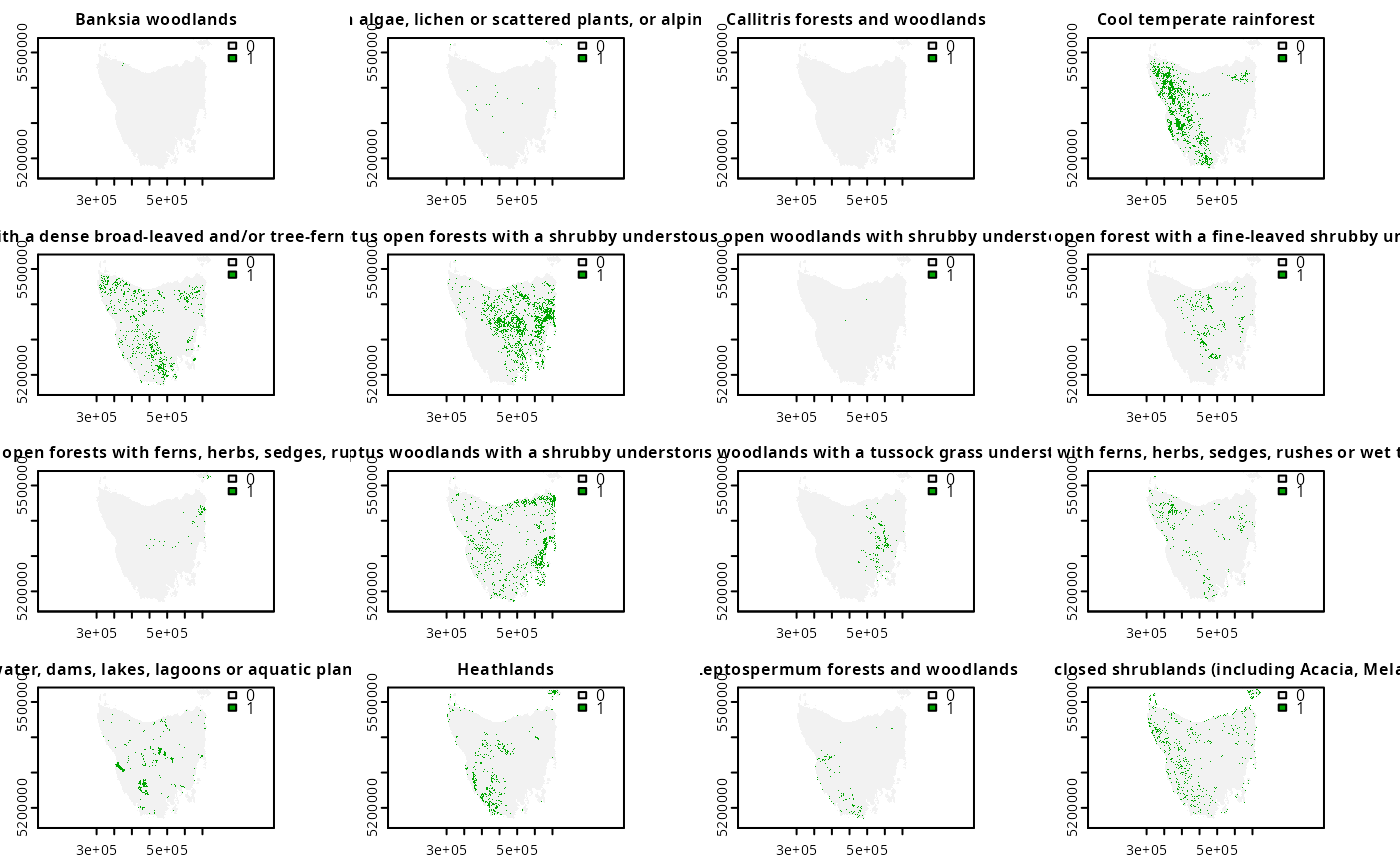 Banksia woodlands
algae, lichen or scattered plants, or alpin
Callitris forests and woodlands
Cool temperate rainforest
5500000 0 5500000 0 5500000 0 5500000 0
1 1 1 1
5200000 5200000 5200000 5200000
3e+05 5e+05 3e+05 5e+05 3e+05 5e+05 3e+05 5e+05
ith a dense broad-leaved and/or tree-fern
tus open forests with a shrubby understo
us open woodlands with shrubby underst
open forest with a fine-leaved shrubby ur
5500000 0 5500000 0 5500000 0 5500000 0
1 1 1 1
5200000 5200000 5200000 5200000
3e+05 5e+05 3e+05 5e+05 3e+05 5e+05 3e+05 5e+05
open forests with ferns, herbs, sedges, ru
ptus woodlands with a shrubby understor
s woodlands with a tussock grass underst
with ferns, herbs, sedges, rushes or wet t
5500000 0 5500000 0 5500000 0 5500000 0
1 1 1 1
5200000 5200000 5200000 5200000
3e+05 5e+05 3e+05 5e+05 3e+05 5e+05 3e+05 5e+05
vater, dams, lakes, lagoons or aquatic plan
Heathlands
eptospermum forests and woodlands
closed shrublands (including Acacia, Mela
5500000 0 5500000 0 5500000 0 5500000 0
1 1 1 1
5200000 5200000 5200000 5200000
3e+05 5e+05 3e+05 5e+05 3e+05 5e+05 3e+05 5e+05